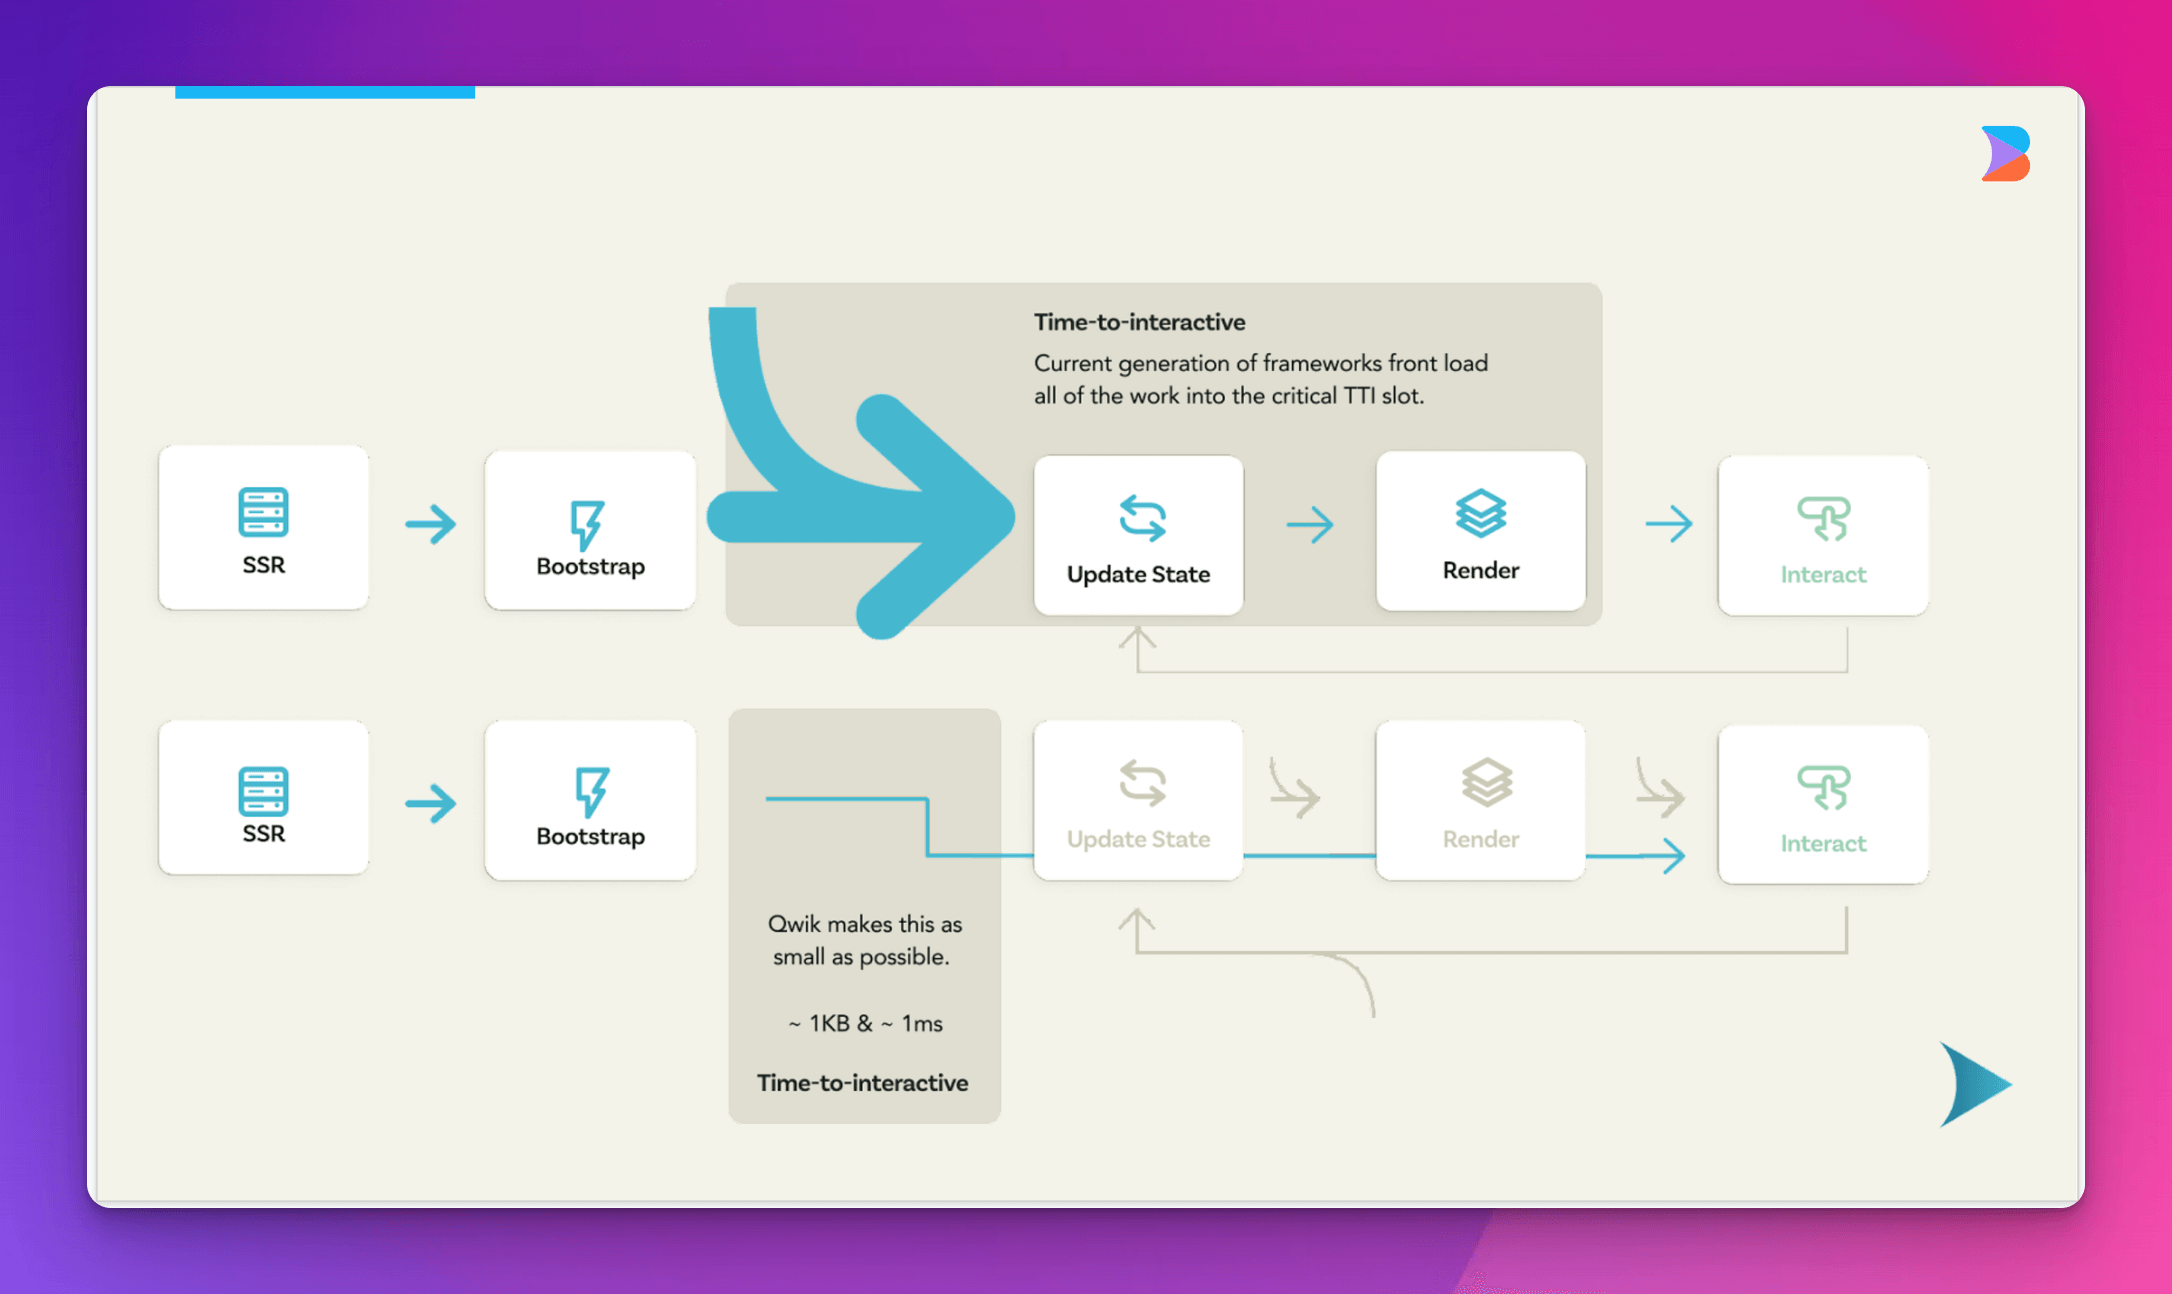 Time-to-interactive
Current generation of frameworks front load
all of the work into the critical TTI slot.
SSR
Bootstrap
Update State
Render
Interact
SSR
Bootstrap
Update State
Render
Interact
Qwik makes this as
small as possible.
~ 1KB & ~ 1ms
Time-to-interactive